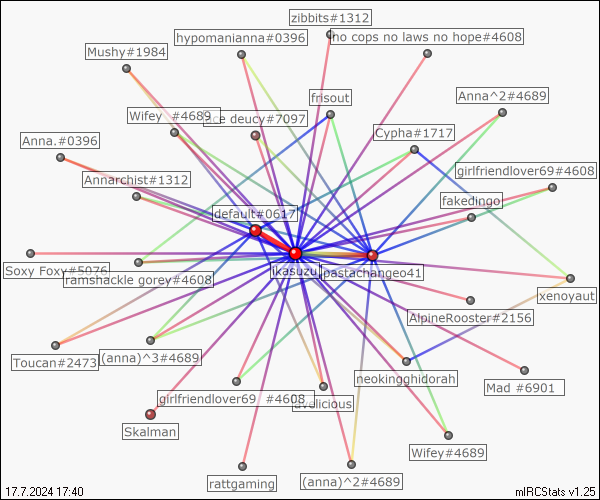 zibbits#1312
hypomanianna#0396
no cops no laws no hope#4608
Mushy#1984
frisout
Anna^2#4689
Wifey  #4689
ce deucy#7097
Cypha#1717
Anna.#0396
girlfriendlover69#4608
Annarchist#1312
fakedingo
default#0617
Soxy Foxy#5076
ikasuzu
pastachangeo41
ramshackle gorey#4608
xenoyaut
AlpineRooster#2156
Toucan#2473
(anna)^3#4689
neokingghidorah
Mad #6901
girlfriendlover69  #4608
avelicious
Skalman
Wifey#4689
rattgaming
(anna)^2#4689
17.7.2024 17:40
mIRCStats v1.25